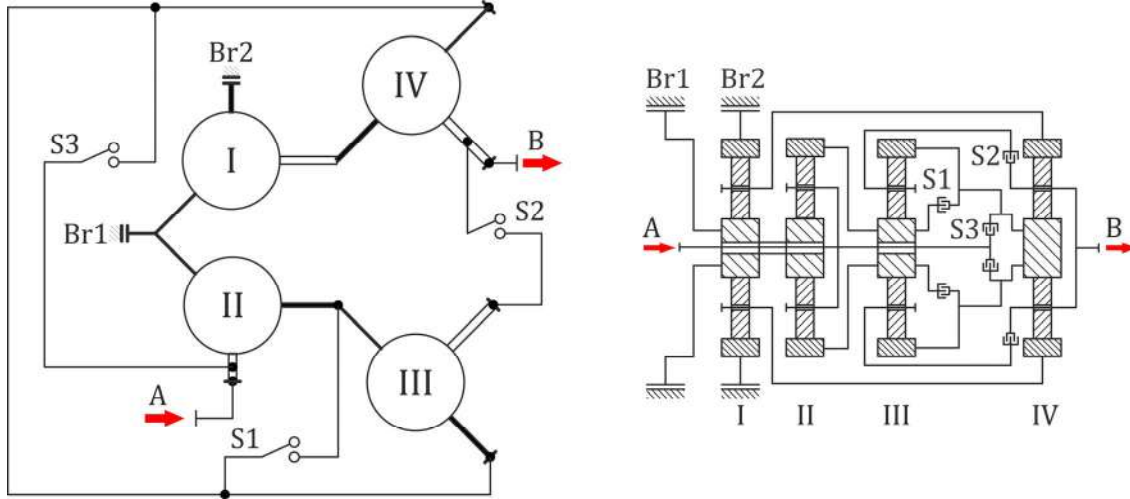 Br2
IV
S3
I
B
Br1
S2
II
A
III
S1
Br1 Br2
S2
S1
A
S3
B
I II III IV